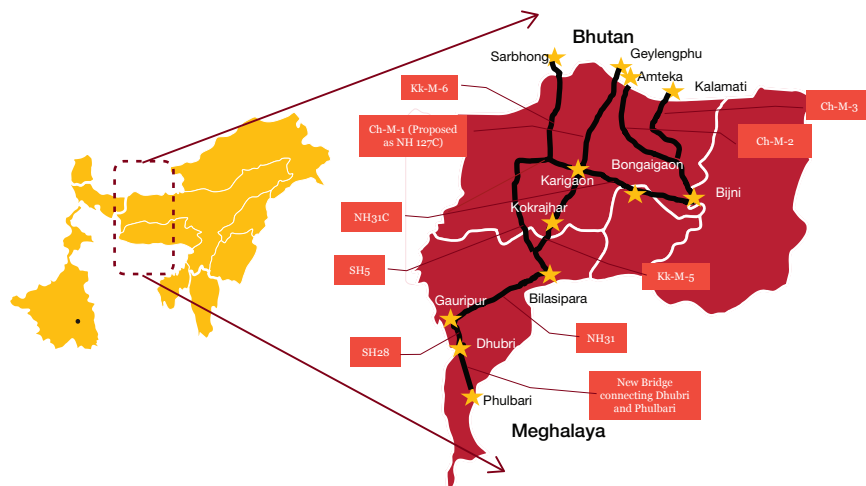 Bhutan
Sarbhong
Geylengphu
Amteka
Kalamati
Kk-M-6
Ch-M-3
Ch-M-1 (Proposed
as NH 127C)
Ch-M-2
Bongaigaon
Karigaon
Bijni
NH31C
Kokrajhar
SH5
Kk-M-5
Bilasipara
Gauripur
NH31
SH28
Dhubri
New Bridge
connecting Dhubri
and Phulbari
Phulbari
Meghalaya